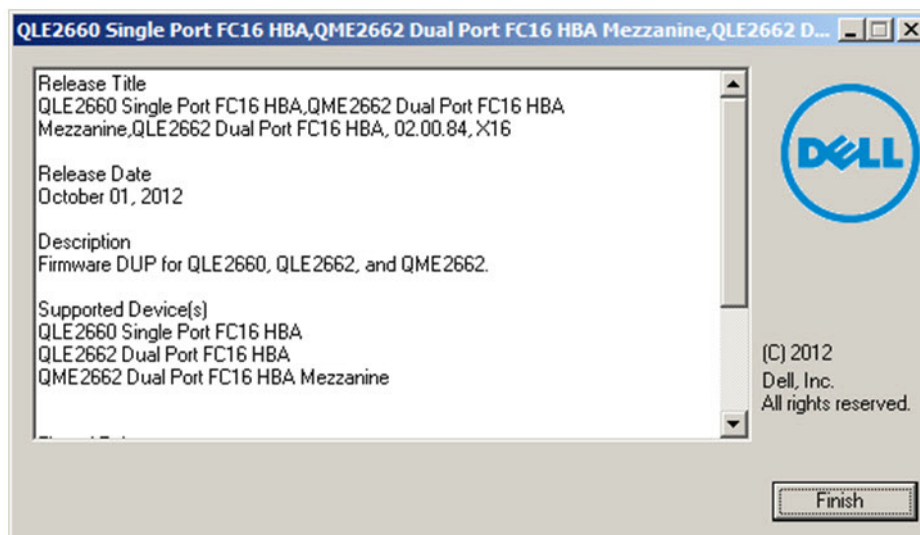 QLE2660 Single Port FC16 HBA,QME2662 Dual Port FC16 HBA Mezzanine,QLE2662 D...
Release Title
QLE2660 Single Port FC16 HBA,QME2662 Dual Port FC16 HBA
Mezzanine,QLE2662 Dual Port FC16 HBA, 02.00.84, X16
Release Date
October 01, 2012
Description
Firmware DUP for QLE2660, QLE2662, and QME2662.
Supported Device(s)
QLE2660 Single Port FC16 HBA
QLE2662 Dual Port FC16 HBA
QME2662 Dual Port FC16 HBA Mezzanine
DELL
(C) 2012
Dell, Inc.
All rights reserved.
Finish